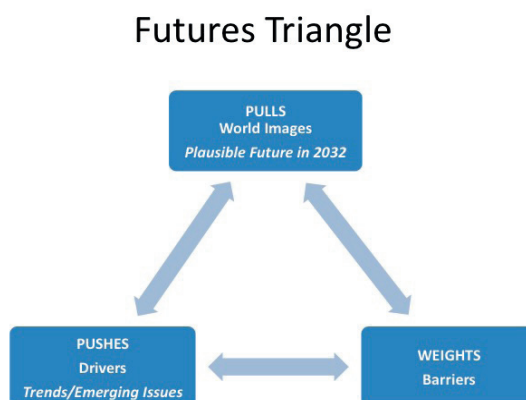 Futures Triangle
PULLS
World Images
Plausible Future in 2032
PUSHES
Drivers
Trends/Emerging Issues
WEIGHTS
Barriers